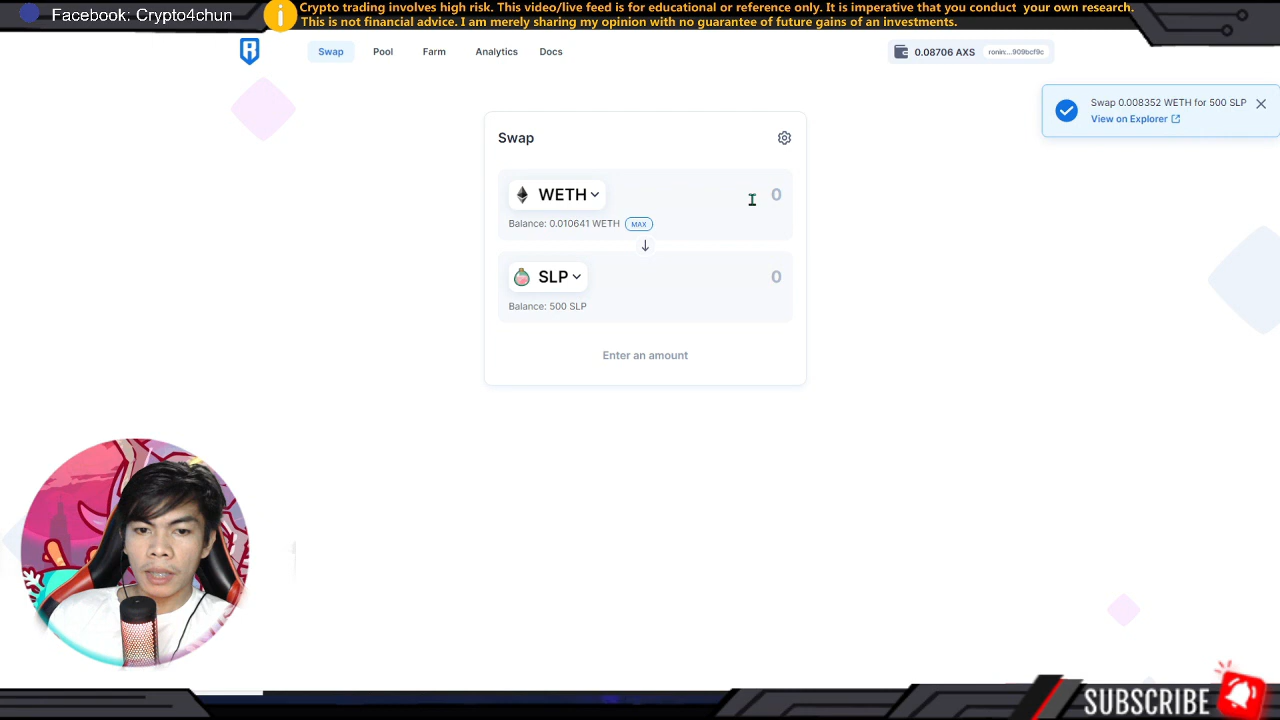 Facebook: Crypto4chun
i
Crypto trading involves high risk. This video/live feed is for educational or reference only. It is imperative that you conduct your own research.
This is not financial advice. I am merely sharing my opinion with no guarantee of future gains of an investments.
Swap Pool Farm Analytics Docs
0.08706 AXS ronin:...909bcf9c
Swap 0.008352 WETH for 500 SLP
View on Explorer
Swap
WETH 0
Balance: 0.010641 WETH MAX
SLP 0
Balance: 500 SLP
Enter an amount
SUBSCRIBE